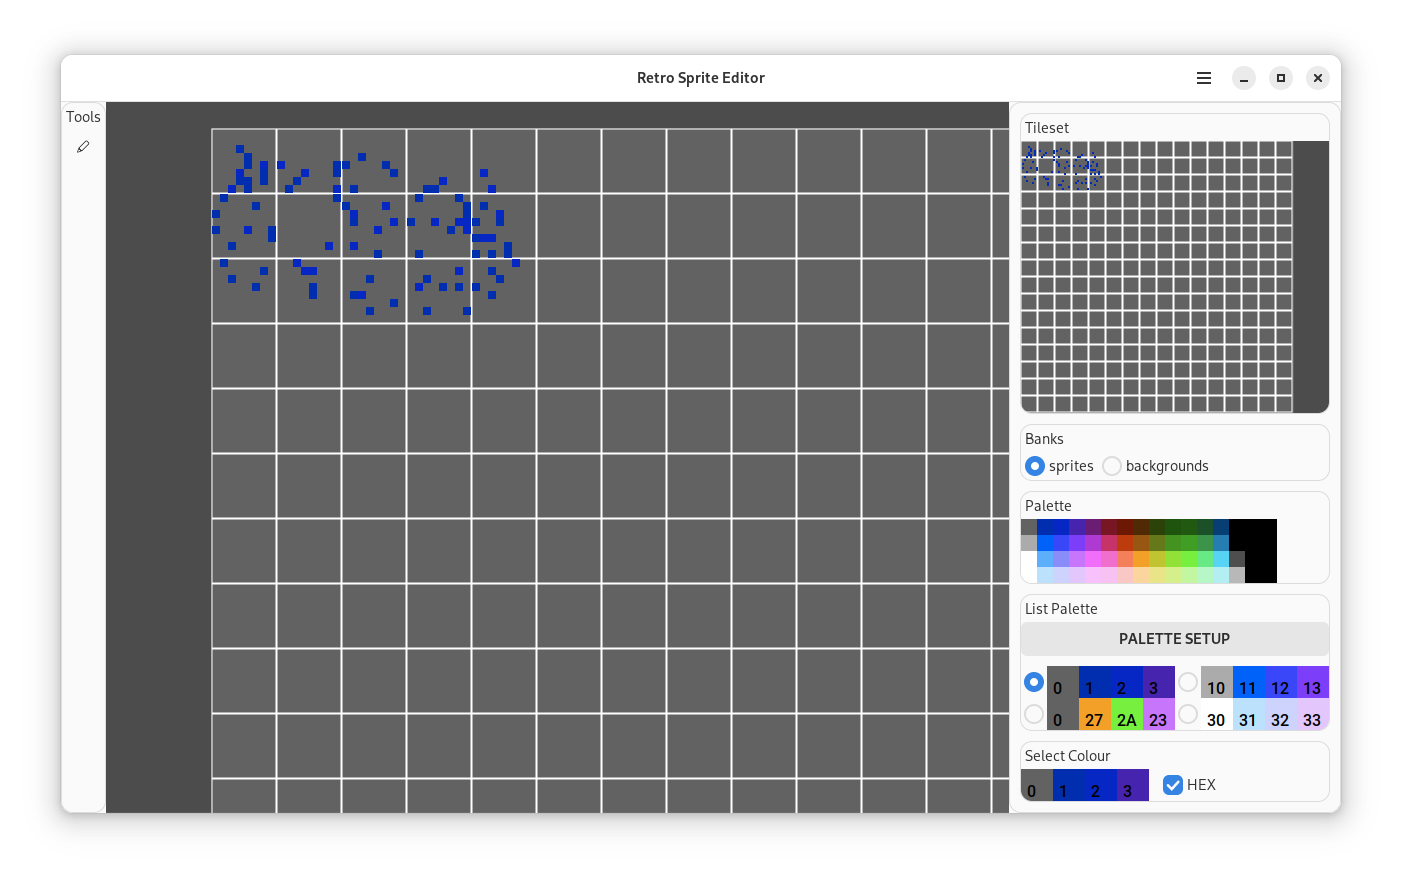 Retro Sprite Editor
Tools
Tileset
Banks
sprites backgrounds
Palette
List Palette
PALETTE SETUP
0 1 2 3 10 11 12 13
0 27 2A 23 30 31 32 33
Select Colour
0 1 2 3 HEX